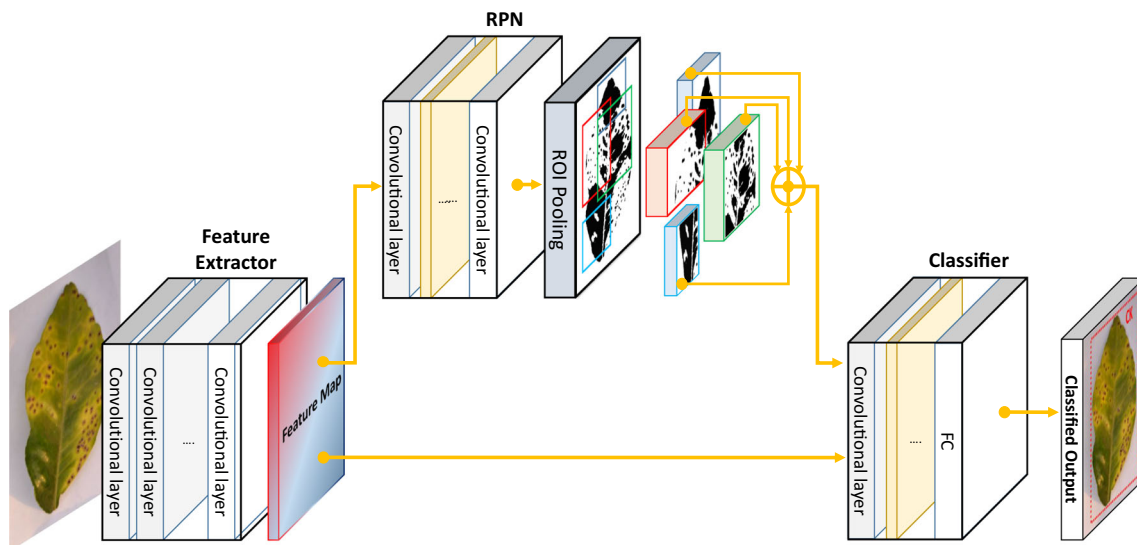 RPN
Convolutional layer
....
Convolutional layer
ROI Pooling
Feature
Extractor
Convolutional layer
Convolutional layer
....
Convolutional layer
Feature Map
Classifier
Convolutional layer
....
FC
Classified Output
CK